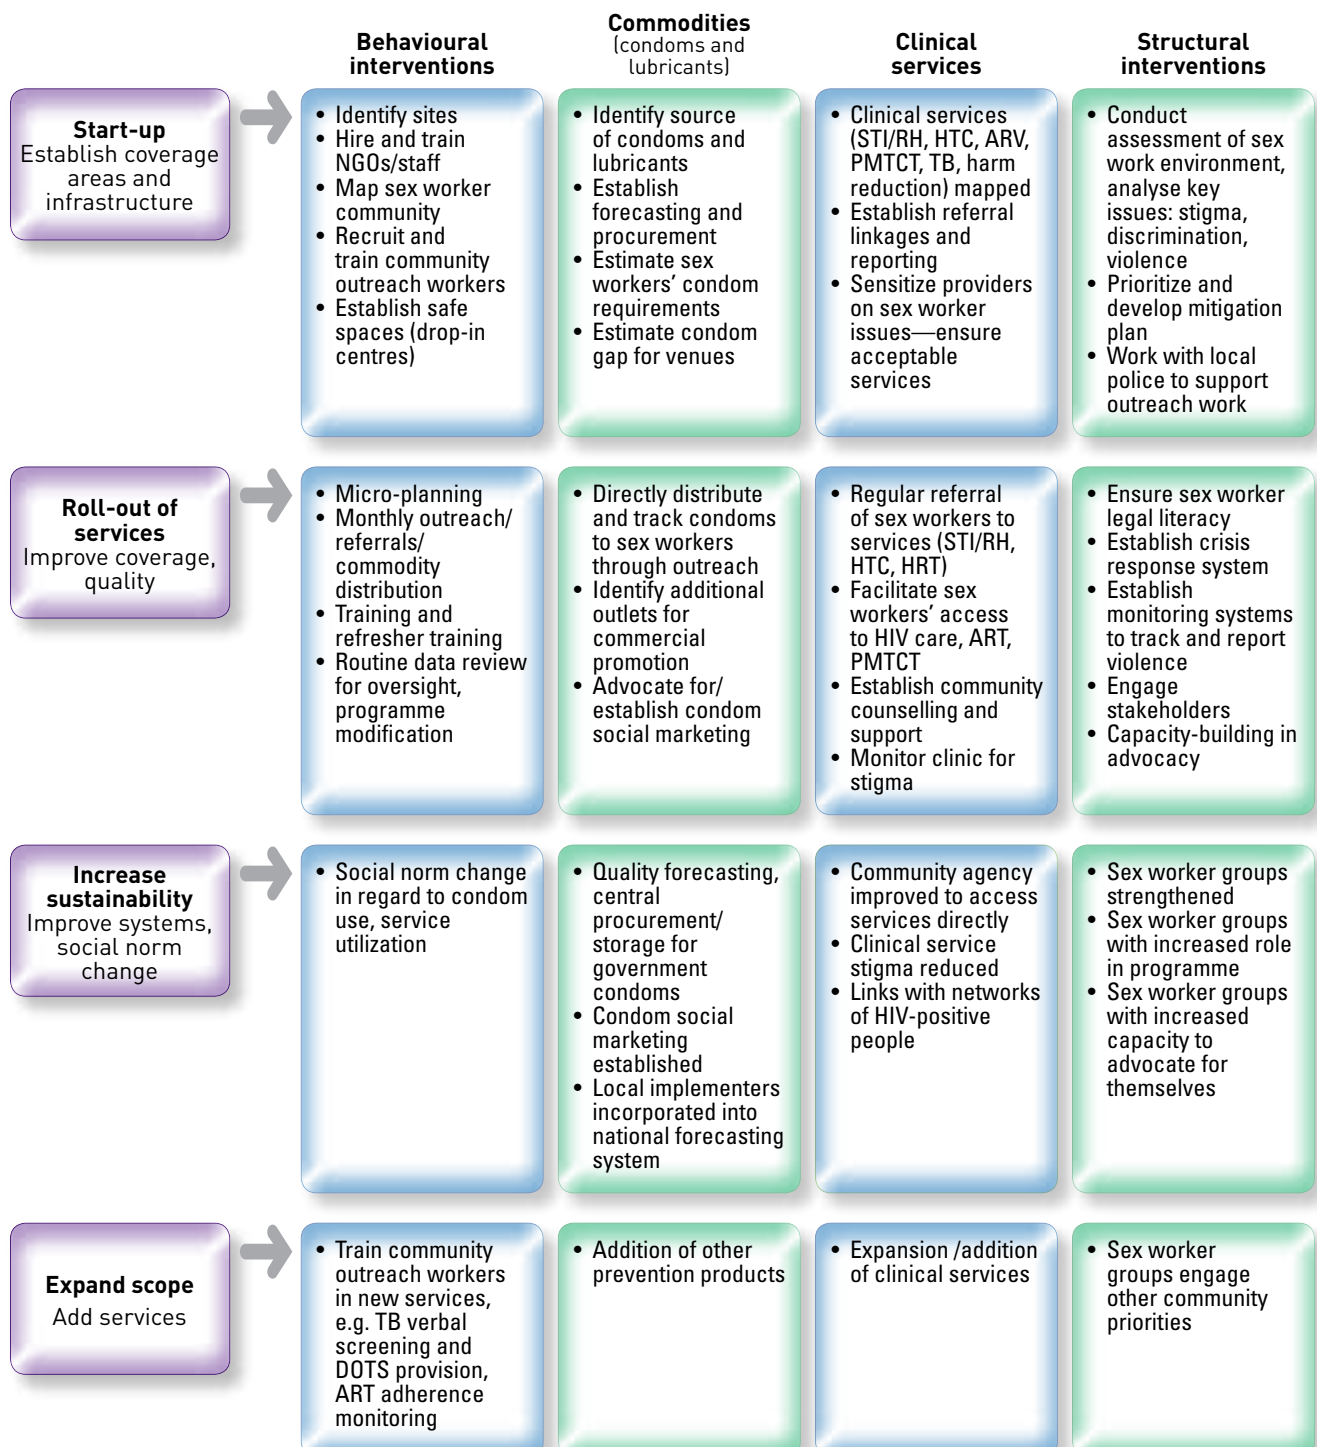 Behavioural
interventions
Commodities
(condoms and
lubricants)
Clinical
services
Structural
interventions
Start-up
Establish coverage
areas and
infrastructure
• Identify sites
• Hire and train
NGOs/staff
• Map sex worker
community
• Recruit and
train community
outreach workers
• Establish safe
spaces (drop-in
centres)
• Identify source
of condoms and
lubricants
• Establish
forecasting and
procurement
• Estimate sex
workers’ condom
requirements
• Estimate condom
gap for venues
• Clinical services
(STI/RH, HTC, ARV,
PMTCT, TB, harm
reduction) mapped
• Establish referral
linkages and
reporting
• Sensitize providers
on sex worker
issues—ensure
acceptable
services
• Conduct
assessment of sex
work environment,
analyse key
issues: stigma,
discrimination,
violence
• Prioritize and
develop mitigation
plan
• Work with local
police to support
outreach work
Roll-out of
services
Improve coverage,
quality
• Micro-planning
• Monthly outreach/
referrals/
commodity
distribution
• Training and
refresher training
• Routine data review
for oversight,
programme
modification
• Directly distribute
and track condoms
to sex workers
through outreach
• Identify additional
outlets for
commercial
promotion
• Advocate for/
establish condom
social marketing
• Regular referral
of sex workers to
services (STI/RH,
HTC, HRT)
• Facilitate sex
workers’ access
to HIV care, ART,
PMTCT
• Establish community
counselling and
support
• Monitor clinic for
stigma
• Ensure sex worker
legal literacy
• Establish crisis
response system
• Establish
monitoring systems
to track and report
violence
• Engage
stakeholders
• Capacity-building in
advocacy
Increase
sustainability
Improve systems,
social norm
change
• Social norm change
in regard to condom
use, service
utilization
• Quality forecasting,
central
procurement/
storage for
government
condoms
• Condom social
marketing
established
• Local implementers
incorporated into
national forecasting
system
• Community agency
improved to access
services directly
• Clinical service
stigma reduced
• Links with networks
of HIV-positive
people
• Sex worker groups
strengthened
• Sex worker groups
with increased role
in programme
• Sex worker groups
with increased
capacity to
advocate for
themselves
Expand scope
Add services
• Train community
outreach workers
in new services,
e.g. TB verbal
screening and
DOTS provision,
ART adherence
monitoring
• Addition of other
prevention products
• Expansion /addition
of clinical services
• Sex worker
groups engage
other community
priorities